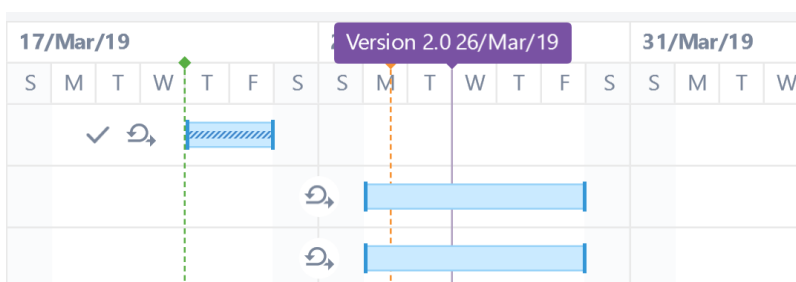 17/Mar/19 Version 2.0 26/Mar/19 31/Mar/19
S M T W T F S S M T W T F S S M T W